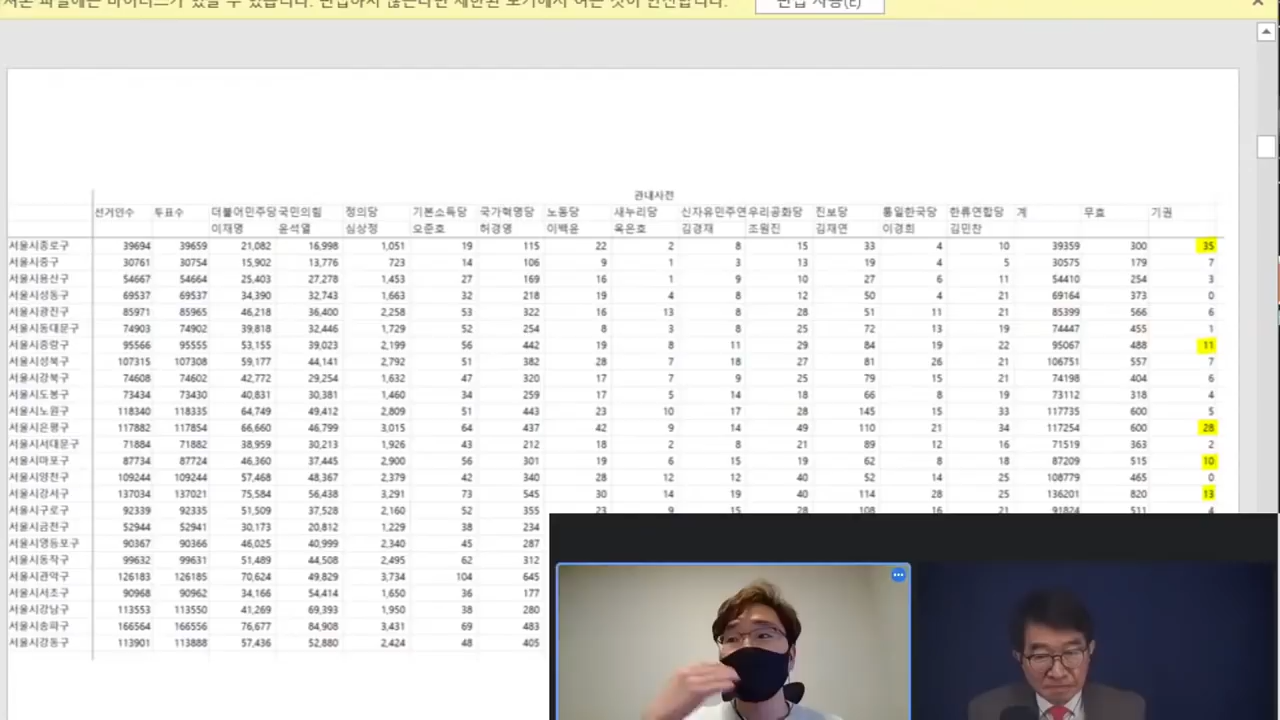 져온 파일에는 바이러스가 있을 수 있습니다. 편집하지 않는다면 제한된 보기에서 여는 것이 안전합니다. 편집 사용(E)
관내사전
선거인수 투표수 더불어민주당 국민의힘 정의당 기본소득당 국가혁명당 노동당 새누리당 신자유민주연 우리공화당 진보당 통일한국당 한류연합당 계 무효 기권
이재명 윤석열 심상정 오준호 허경영 이백윤 옥은호 김경재 조원진 김재연 이경희 김민찬
서울시종로구 39694 39659 21,082 16,998 1,051 19 115 22 2 8 15 33 4 10 39359 300 35
서울시중구 30761 30754 15,902 13,776 723 14 106 9 1 3 13 19 4 5 30575 179 7
서울시용산구 54667 54664 25,403 27,278 1,453 27 169 16 1 9 10 27 6 11 54410 254 3
서울시성동구 69537 69537 34,390 32,743 1,663 32 218 19 4 8 12 50 4 21 69164 373 0
서울시광진구 85971 85965 46,218 36,400 2,258 53 322 16 13 8 28 51 11 21 85399 566 6
서울시동대문구 74903 74902 39,818 32,446 1,729 52 254 8 3 8 25 72 13 19 74447 455 1
서울시중랑구 95566 95555 53,155 39,023 2,199 56 442 19 8 11 29 84 19 22 95067 488 11
서울시성북구 107315 107308 59,177 44,141 2,792 51 382 28 7 18 27 81 26 21 106751 557 7
서울시강북구 74608 74602 42,772 29,254 1,632 47 320 17 7 9 25 79 15 21 74198 404 6
서울시도봉구 73434 73430 40,831 30,381 1,460 34 259 17 5 14 18 66 8 19 73112 318 4
서울시노원구 118340 118335 64,749 49,412 2,809 51 443 23 10 17 28 145 15 33 117735 600 5
서울시은평구 117882 117854 66,660 46,799 3,015 64 437 42 9 14 49 110 21 34 117254 600 28
서울시서대문구 71884 71882 38,959 30,213 1,926 43 212 18 2 8 21 89 12 16 71519 363 2
서울시마포구 87734 87724 46,360 37,445 2,900 56 301 19 6 15 19 62 8 18 87209 515 10
서울시양천구 109244 109244 57,468 48,367 2,379 42 340 28 12 12 40 52 14 25 108779 465 0
서울시강서구 137034 137021 75,584 56,438 3,291 73 545 30 14 19 40 114 28 25 136201 820 13
서울시구로구 92339 92335 51,509 37,528 2,160 52 355 23 9 15 28 108 16 21 91824 511 4
서울시금천구 52944 52941 30,173 20,812 1,229 38 234
서울시영등포구 90367 90366 46,025 40,999 2,340 45 287
서울시동작구 99632 99631 51,489 44,508 2,495 62 312
서울시관악구 126183 126185 70,624 49,829 3,734 104 645
서울시서초구 90968 90962 34,166 54,414 1,650 36 177
서울시강남구 113553 113550 41,269 69,393 1,950 38 280
서울시송파구 166564 166556 76,677 84,908 3,431 69 483
서울시강동구 113901 113888 57,436 52,880 2,424 48 405